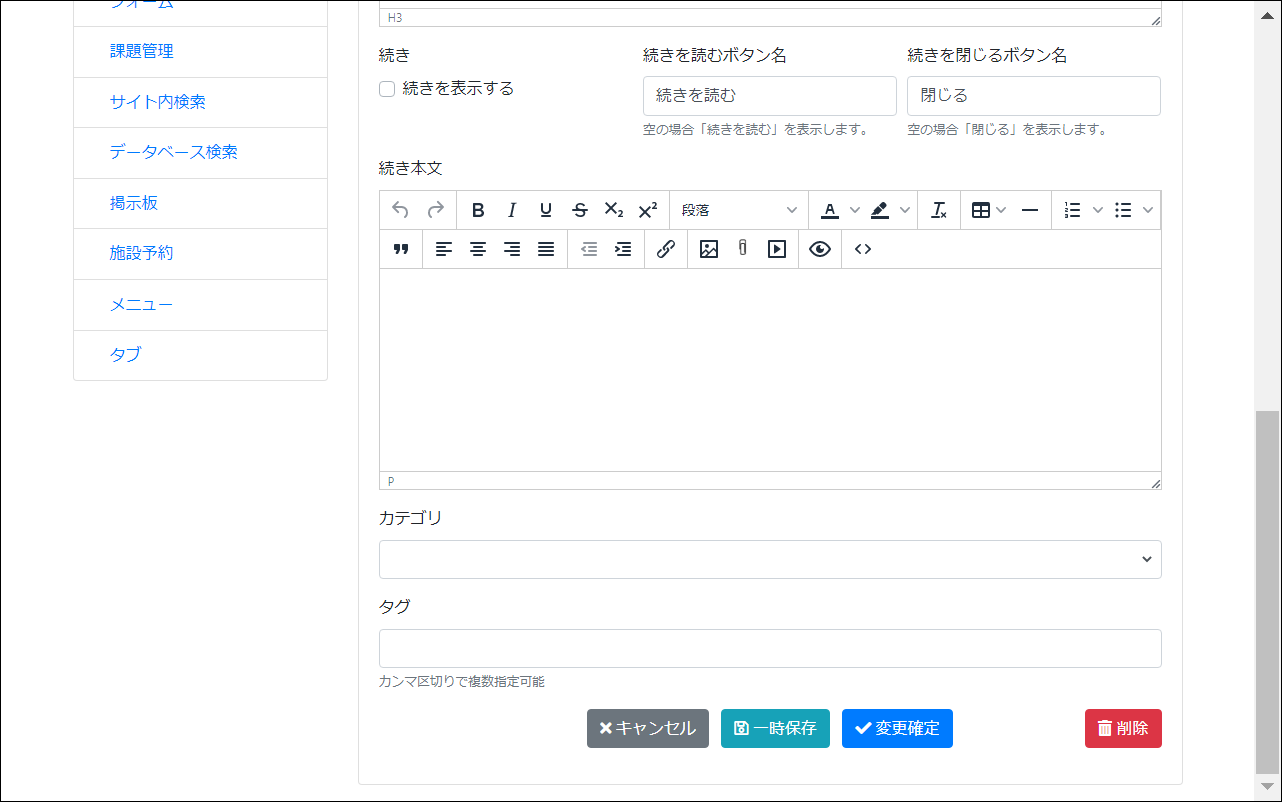 フォーム
課題管理
サイト内検索
データベース検索
掲示板
施設予約
メニュー
タブ
H3
続き
続きを読むボタン名
続きを閉じるボタン名
続きを表示する
続きを読む
閉じる
空の場合「続きを読む」を表示します。
空の場合「閉じる」を表示します。
続き本文
段落
P
カテゴリ
タグ
カンマ区切りで複数指定可能
キャンセル
一時保存
変更確定
削除